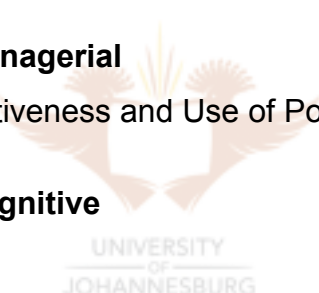 nagerial
tiveness and Use of Po
gnitive
UNIVERSITY
OF
JOHANNESBURG